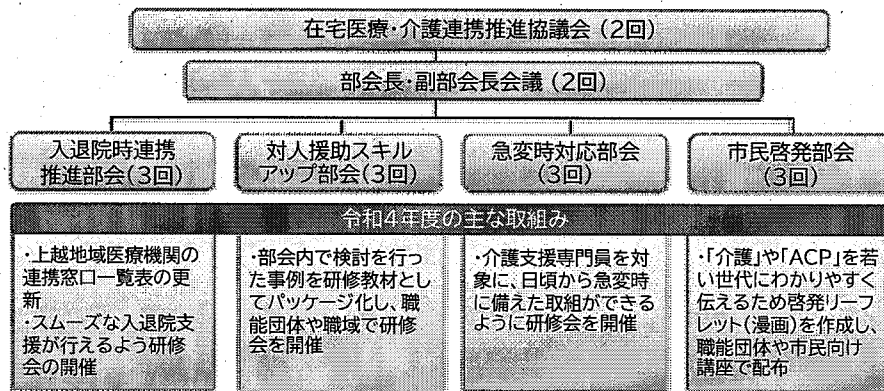 在宅医療・介護連携推進協議会(2回)
部会長・副部会長会議(2回)
入退院時連携
推進部会(3回)
対人援助スキル
アップ部会(3回)
急変時対応部会
(3回)
市民啓発部会
(3回)
令和4年度の主な取組み
・上越地域医療機関の
連携窓口一覧表の更
新
・スムーズな入退院支
援が行えるよう研修
会の開催
・部会内で検討を行っ
た事例を研修教材とし
てパッケージ化し、職
能団体や職域で研修
会を開催
・介護支援専門員を対
象に、日頃から急変時
に備えた取組ができる
ように研修会を開催
・「介護」や「ACP」を若
い世代にわかりやすく
伝えるため啓発リーフ
レット(漫画)を作成し、
職能団体や市民向け
講座で配布